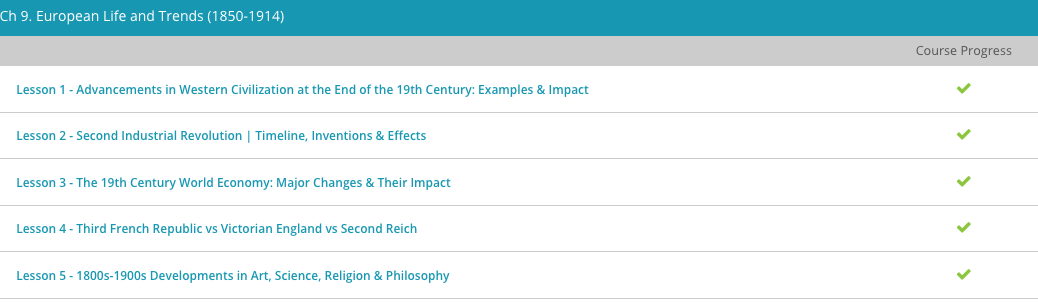 Ch 9. European Life and Trends (1850-1914)
Course Progress
Lesson 1 - Advancements in Western Civilization at the End of the 19th Century: Examples & Impact
Lesson 2 - Second Industrial Revolution | Timeline, Inventions & Effects
Lesson 3 - The 19th Century World Economy: Major Changes & Their Impact
Lesson 4 - Third French Republic vs Victorian England vs Second Reich
Lesson 5 - 1800s-1900s Developments in Art, Science, Religion & Philosophy